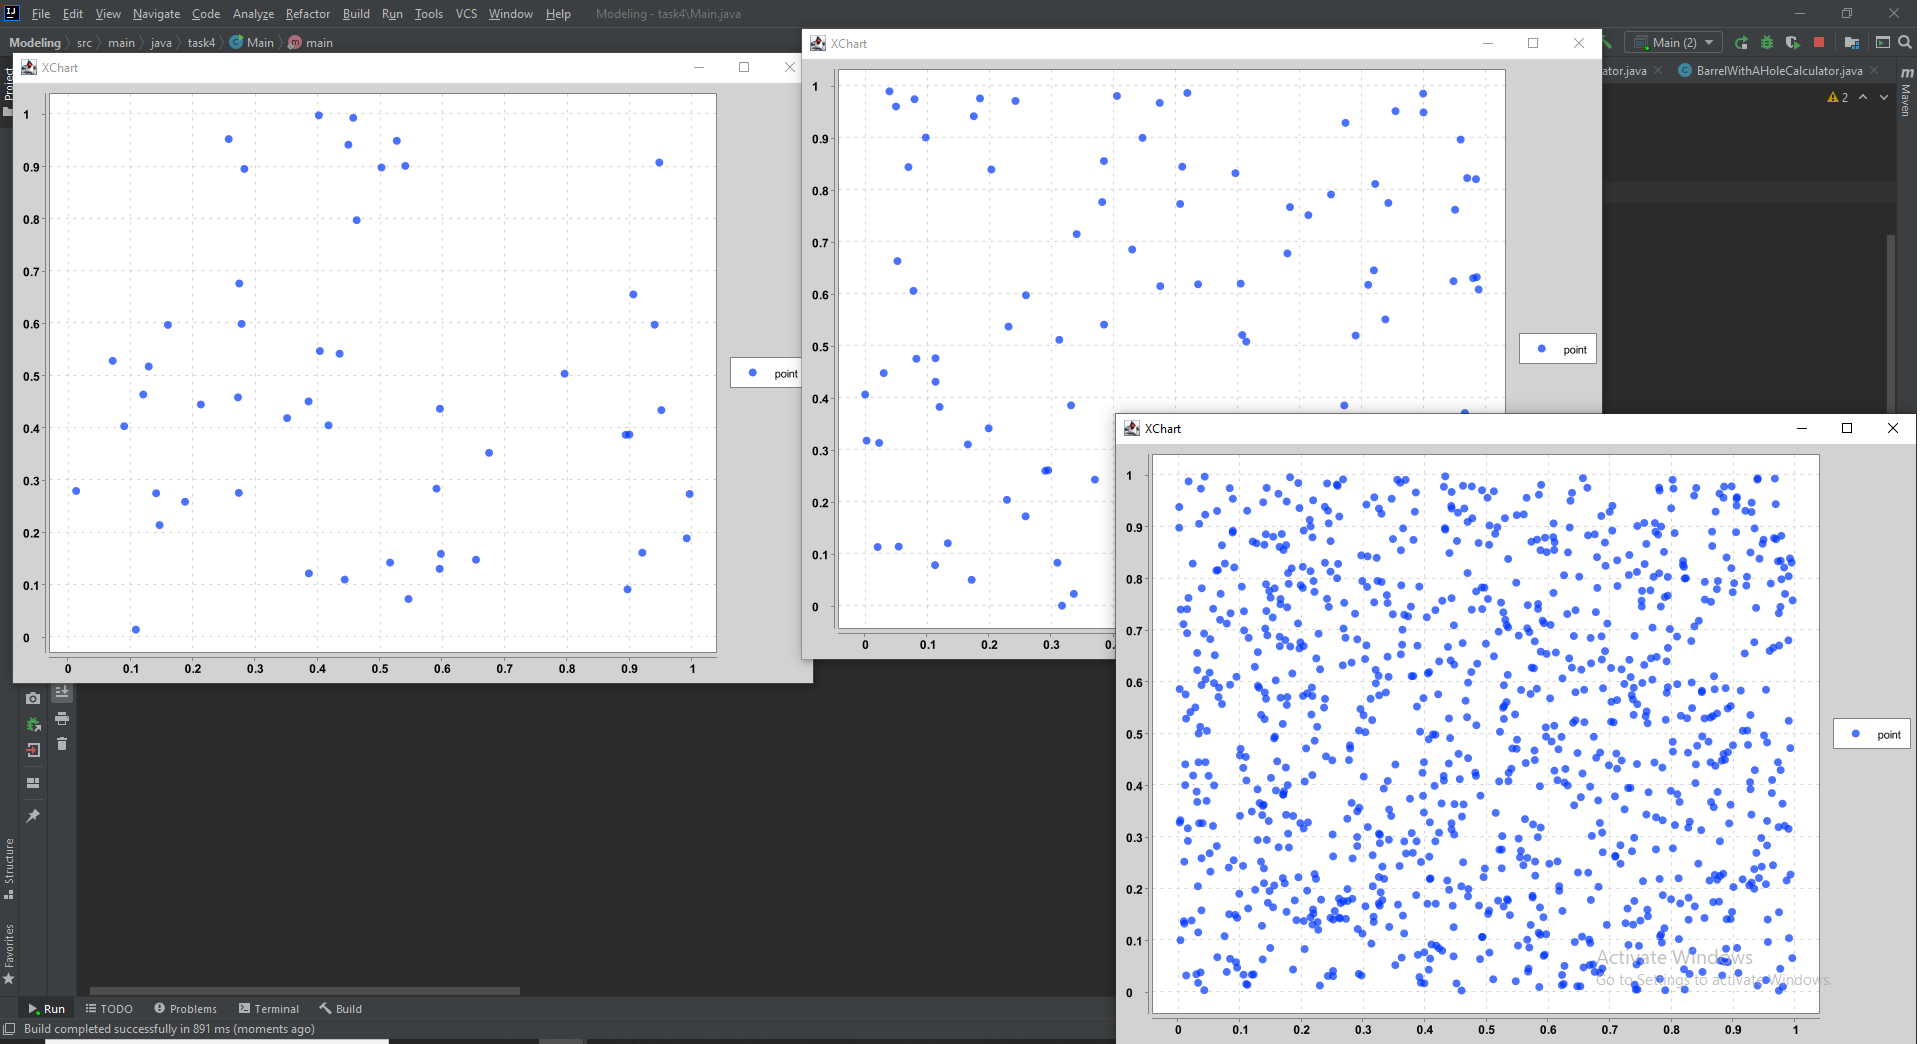 IJ File Edit View Navigate Code Analyze Refactor Build Run Tools VCS Window Help Modeling - task4\Main.java
Modeling src main java task4 Main main
Main (2)
ator.java BarrelWithAHoleCalculator.java
2
Project
Maven
XChart
1
0.9
0.8
0.7
0.6
0.5
0.4
0.3
0.2
0.1
0
0 0.1 0.2 0.3 0.4 0.5 0.6 0.7 0.8 0.9 1
point
XChart
1
0.9
0.8
0.7
0.6
0.5
0.4
0.3
0.2
0.1
0
0 0.1 0.2 0.3 0.
point
XChart
1
0.9
0.8
0.7
0.6
0.5
0.4
0.3
0.2
0.1
0
0 0.1 0.2 0.3 0.4 0.5 0.6 0.7 0.8 0.9 1
point
Activate Windows
Go to Settings to activate Windows.
Structure
Favorites
Run TODO Problems Terminal Build
Build completed successfully in 891 ms (moments ago)